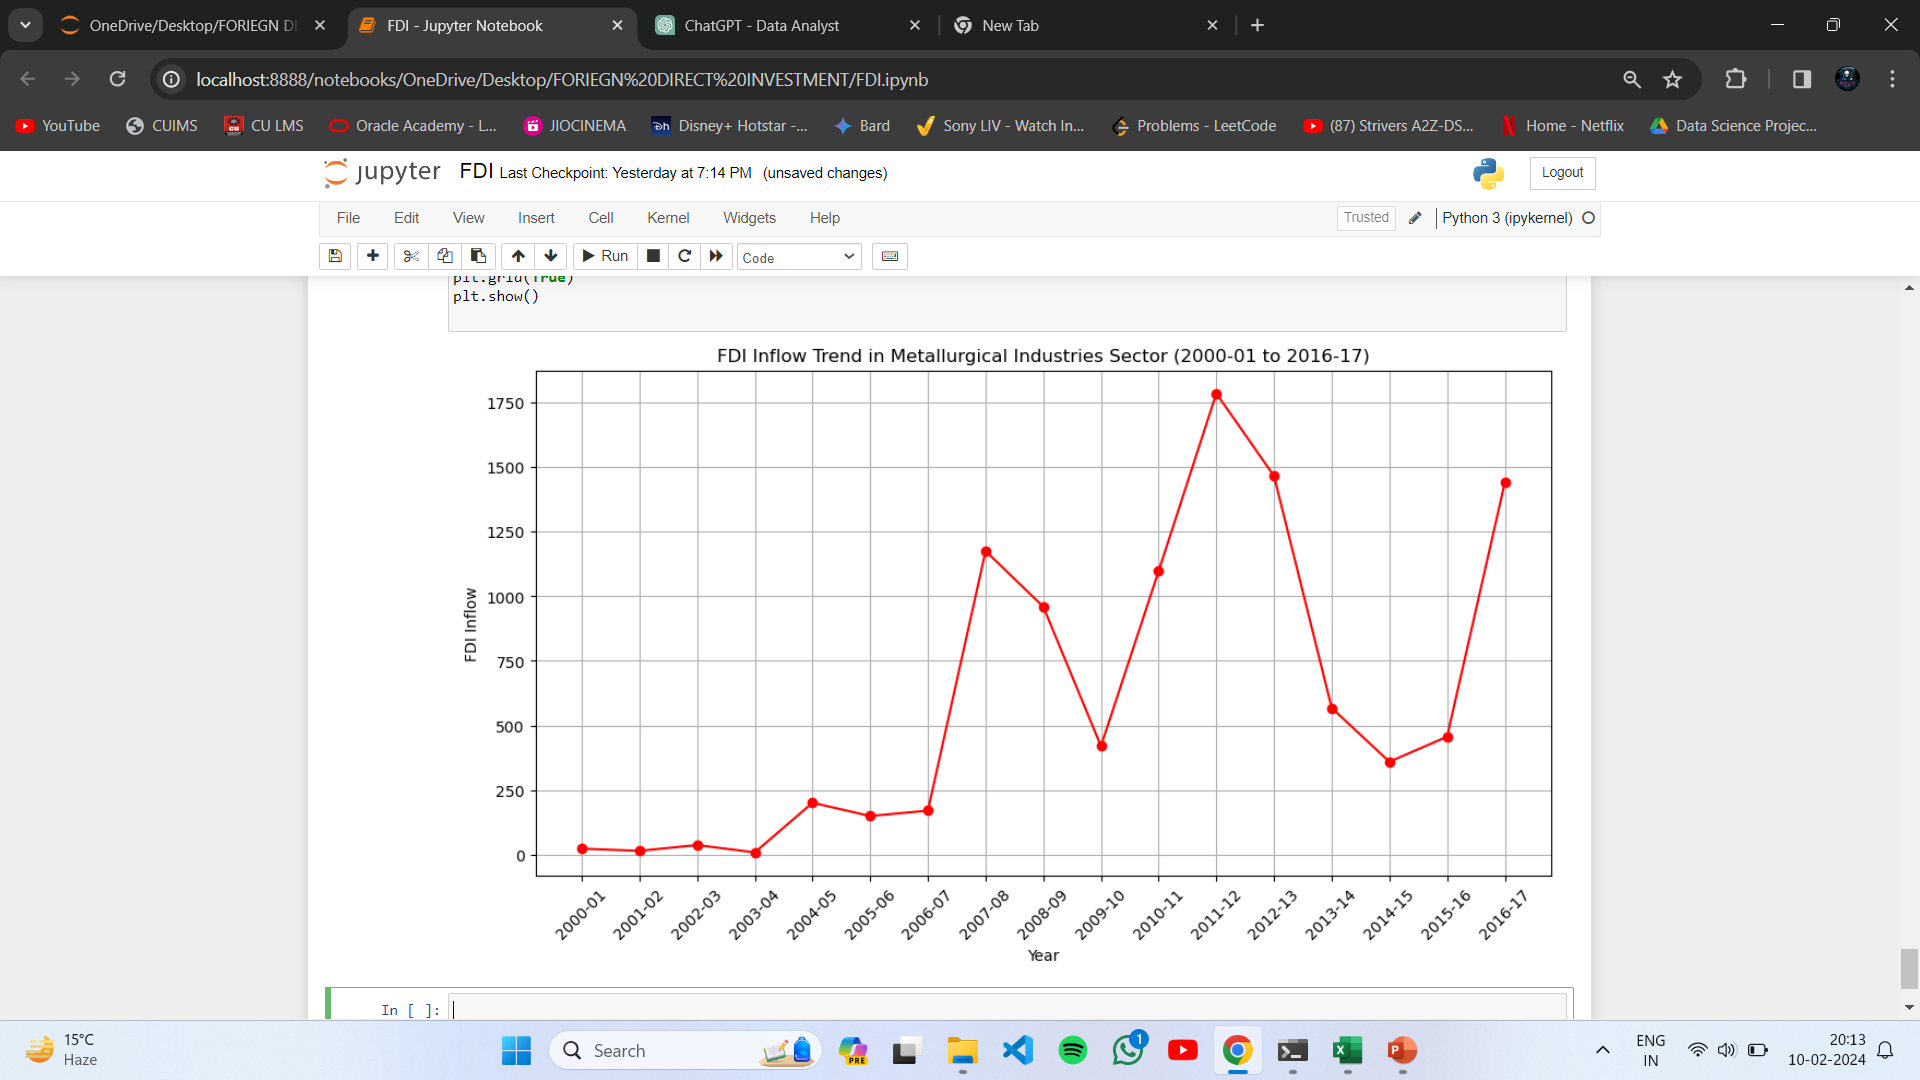 OneDrive/Desktop/FORIEGN DI
FDI - Jupyter Notebook
ChatGPT - Data Analyst
New Tab
localhost:8888/notebooks/OneDrive/Desktop/FORIEGN%20DIRECT%20INVESTMENT/FDI.ipynb
YouTube
CUIMS
CU LMS
Oracle Academy - L...
JIOCINEMA
Disney+ Hotstar -...
Bard
Sony LIV - Watch In...
Problems - LeetCode
(87) Strivers A2Z-DS...
Home - Netflix
Data Science Projec...
jupyter FDI Last Checkpoint: Yesterday at 7:14 PM (unsaved changes)
Logout
File Edit View Insert Cell Kernel Widgets Help
Trusted
Python 3 (ipykernel)
Run
Code
plt.grid(True)
plt.show()
FDI Inflow Trend in Metallurgical Industries Sector (2000-01 to 2016-17)
FDI Inflow
1750
1500
1250
1000
750
500
250
0
2000-01
2001-02
2002-03
2003-04
2004-05
2005-06
2006-07
2007-08
2008-09
2009-10
2010-11
2011-12
2012-13
2013-14
2014-15
2015-16
2016-17
Year
In [ ]:
15°C
Haze
Search
PRE
1
ENG
IN
20:13
10-02-2024